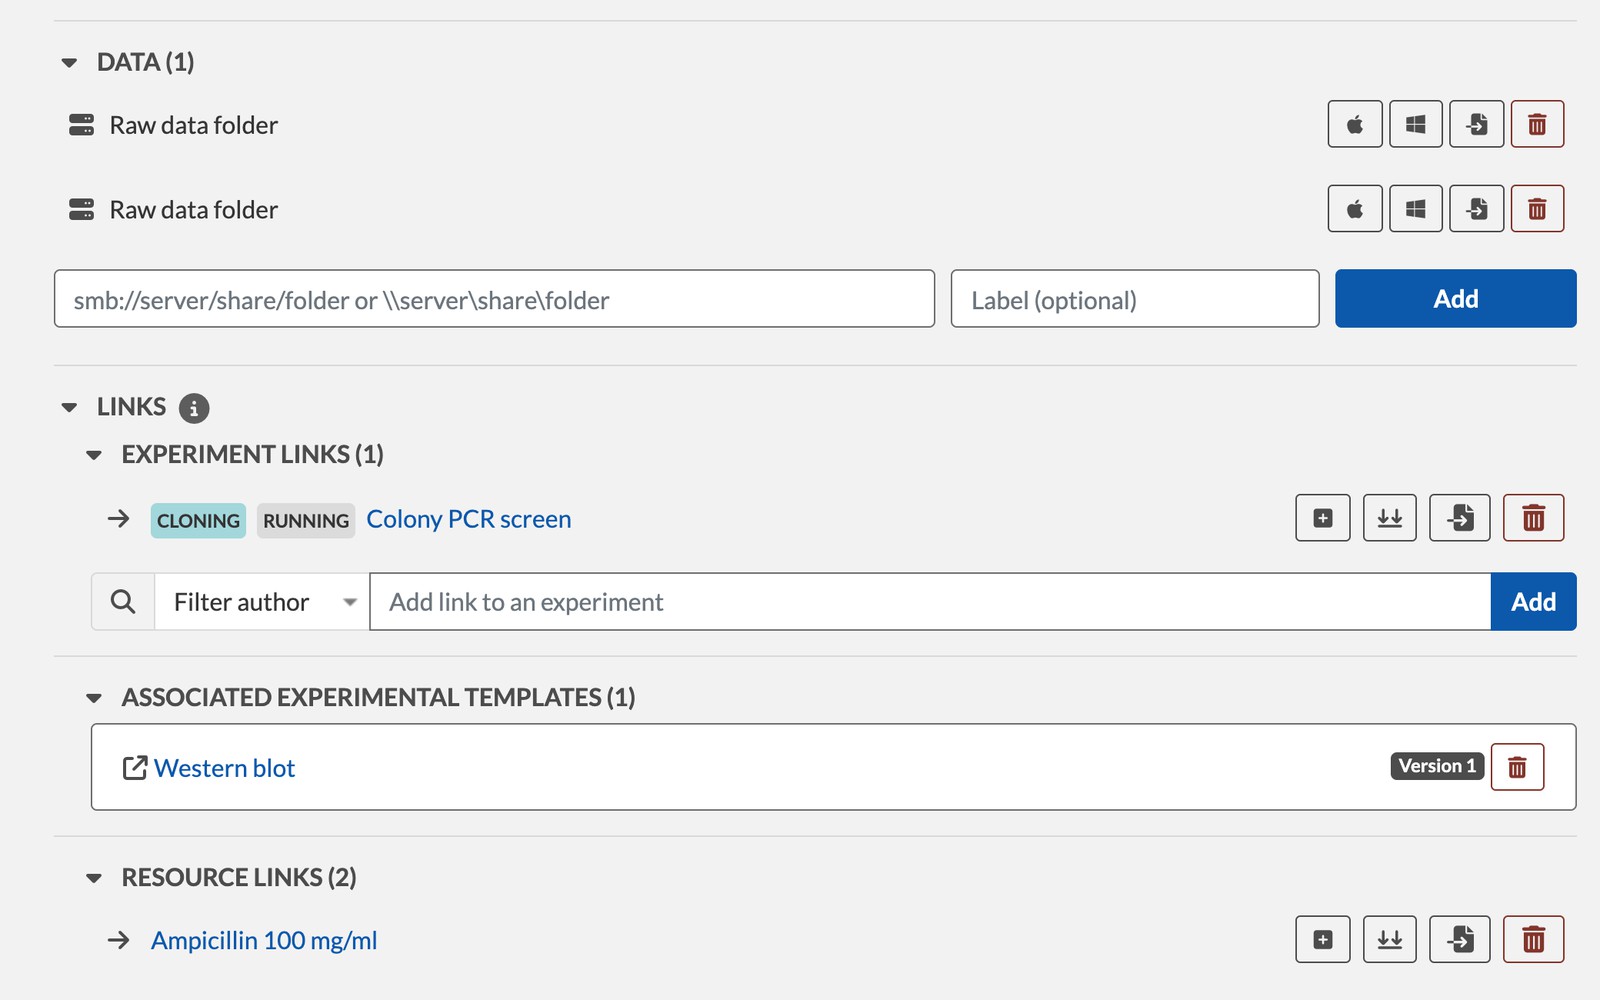 DATA (1)
Raw data folder
Raw data folder
smb://server/share/folder or \\server\share\folder Label (optional) Add
LINKS
EXPERIMENT LINKS (1)
CLONING RUNNING Colony PCR screen
Filter author Add link to an experiment Add
ASSOCIATED EXPERIMENTAL TEMPLATES (1)
Western blot Version 1
RESOURCE LINKS (2)
Ampicillin 100 mg/ml